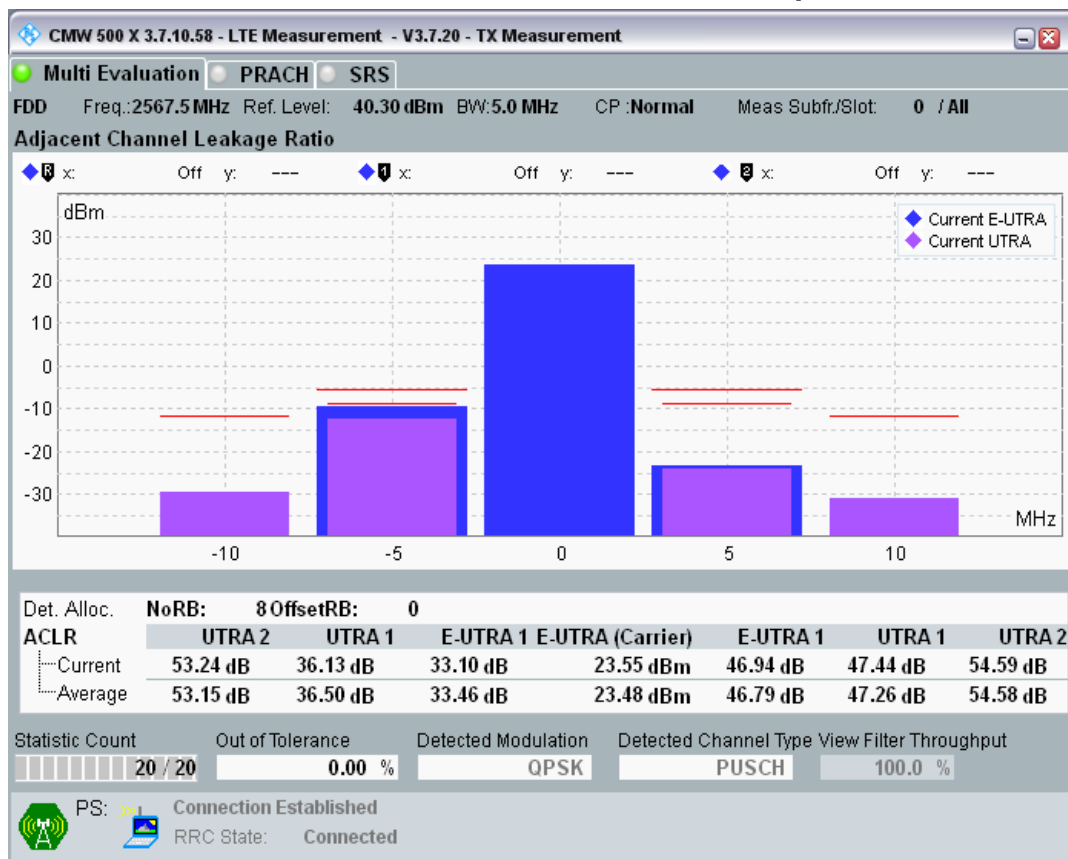 CMW 500 X 3.7.10.58 - LTE Measurement - V3.7.20 - TX Measurement
Multi Evaluation PRACH SRS
FDD Freq.:2567.5 MHz Ref. Level: 40.30 dBm BW:5.0 MHz CP :Normal Meas Subfr./Slot: 0 / All
Adjacent Channel Leakage Ratio
R x: Off y: --- 1 x: Off y: --- 2 x: Off y: ---
dBm
Current E-UTRA
Current UTRA
30
20
10
0
-10
-20
-30
MHz
-10 -5 0 5 10
Det. Alloc. NoRB: 8 OffsetRB: 0
ACLR UTRA 2 UTRA 1 E-UTRA 1 E-UTRA (Carrier) E-UTRA 1 UTRA 1 UTRA 2
Current 53.24 dB 36.13 dB 33.10 dB 23.55 dBm 46.94 dB 47.44 dB 54.59 dB
Average 53.15 dB 36.50 dB 33.46 dB 23.48 dBm 46.79 dB 47.26 dB 54.58 dB
Statistic Count Out of Tolerance Detected Modulation Detected Channel Type View Filter Throughput
20 / 20 0.00 % QPSK PUSCH 100.0 %
PS: Connection Established
RRC State: Connected